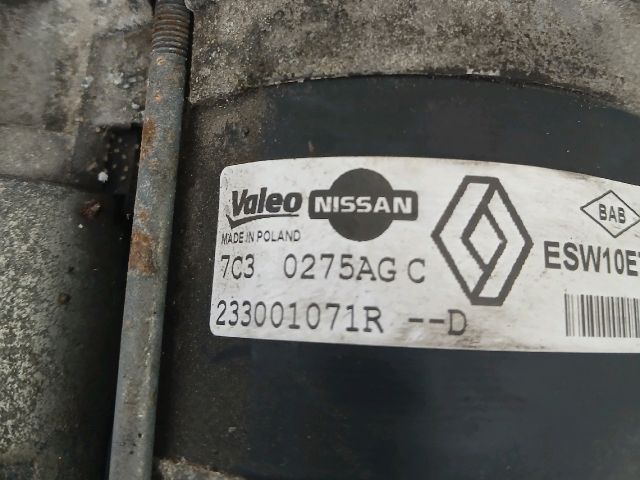 Valeo NISSAN BAB
MADE IN POLAND
7C3 0275AG C ESW10E
233001071R --D